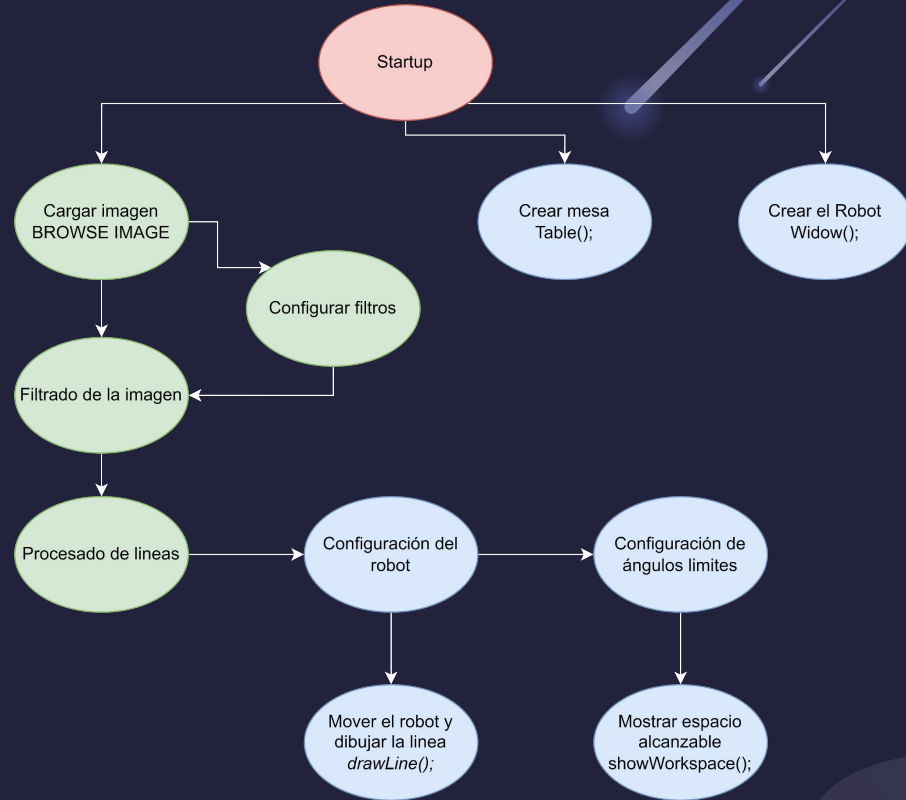 Startup
Cargar imagen
BROWSE IMAGE
Crear mesa
Table();
Crear el Robot
Widow();
Configurar filtros
Filtrado de la imagen
Procesado de lineas
Configuración del
robot
Configuración de
ángulos limites
Mover el robot y
dibujar la linea
drawLine();
Mostrar espacio
alcanzable
showWorkspace();